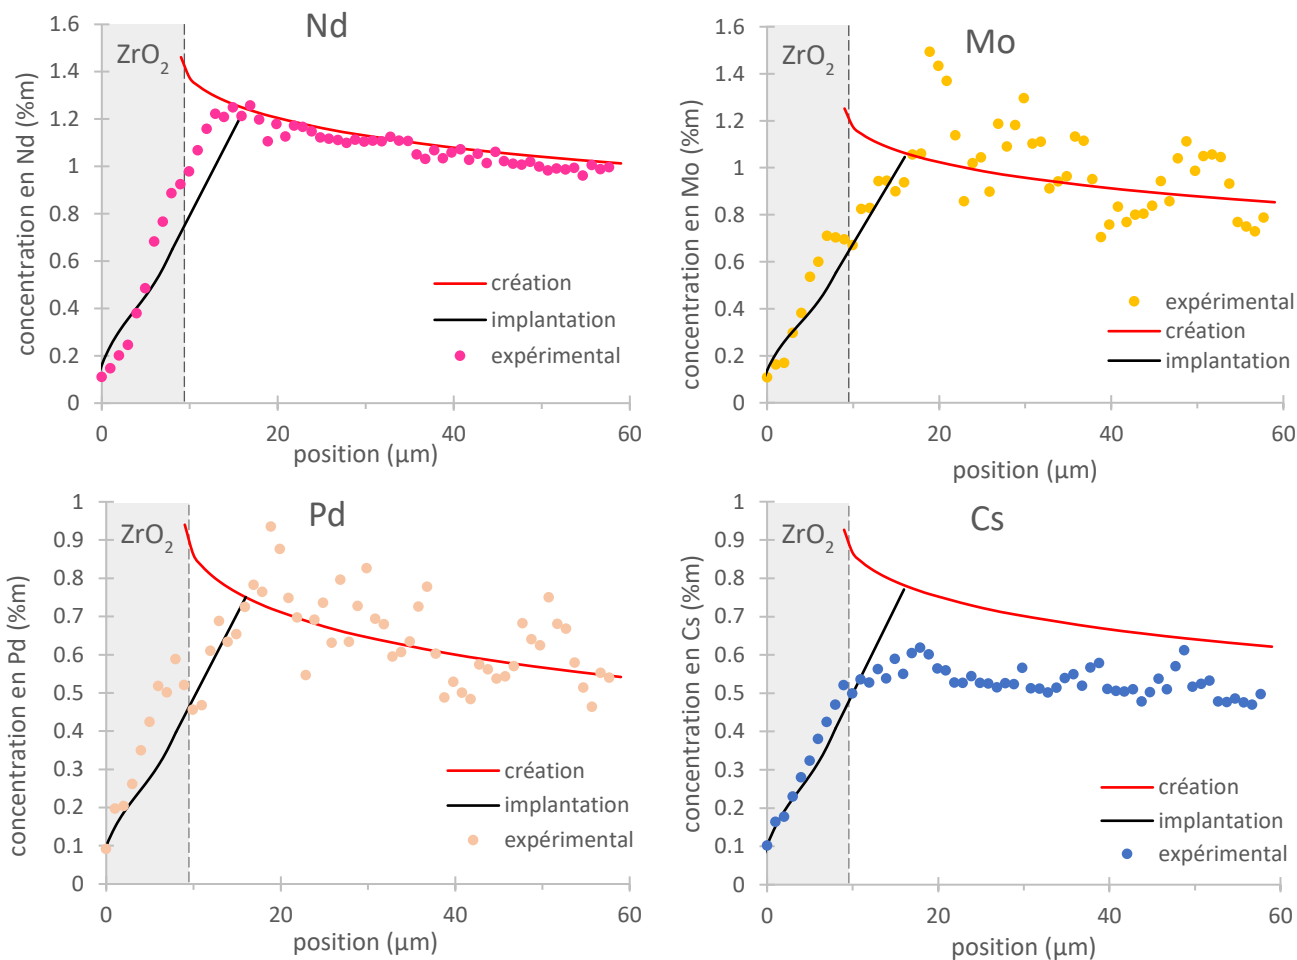 Nd
ZrO2
concentration en Nd (%m)
1.6
1.4
1.2
1
0.8
0.6
0.4
0.2
0
création
implantation
expérimental
0
20
40
60
position (µm)
Mo
ZrO2
concentration en Mo (%m)
1.6
1.4
1.2
1
0.8
0.6
0.4
0.2
0
expérimental
création
implantation
0
20
40
60
position (µm)
Pd
ZrO2
concentration en Pd (%m)
1
0.9
0.8
0.7
0.6
0.5
0.4
0.3
0.2
0.1
0
création
implantation
expérimental
0
20
40
60
position (µm)
Cs
ZrO2
concentration en Cs (%m)
1
0.9
0.8
0.7
0.6
0.5
0.4
0.3
0.2
0.1
0
création
implantation
expérimental
0
20
40
60
position (µm)